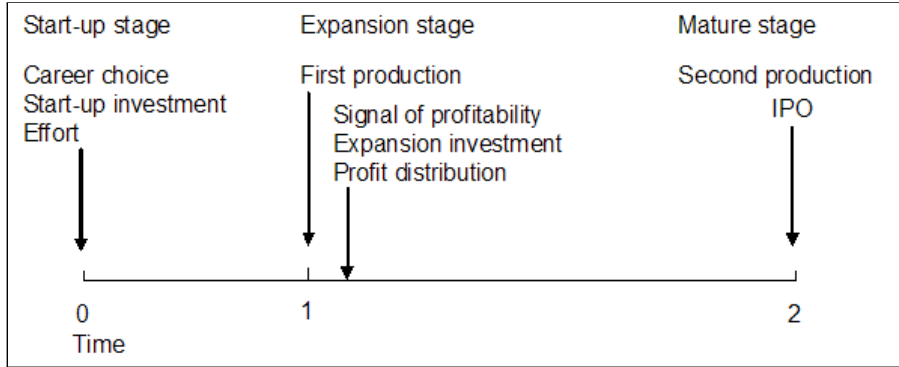 Start-up stage
Expansion stage
Mature stage
Career choice
Start-up investment
Effort
First production
Signal of profitability
Expansion investment
Profit distribution
Second production
IPO
0
1
2
Time